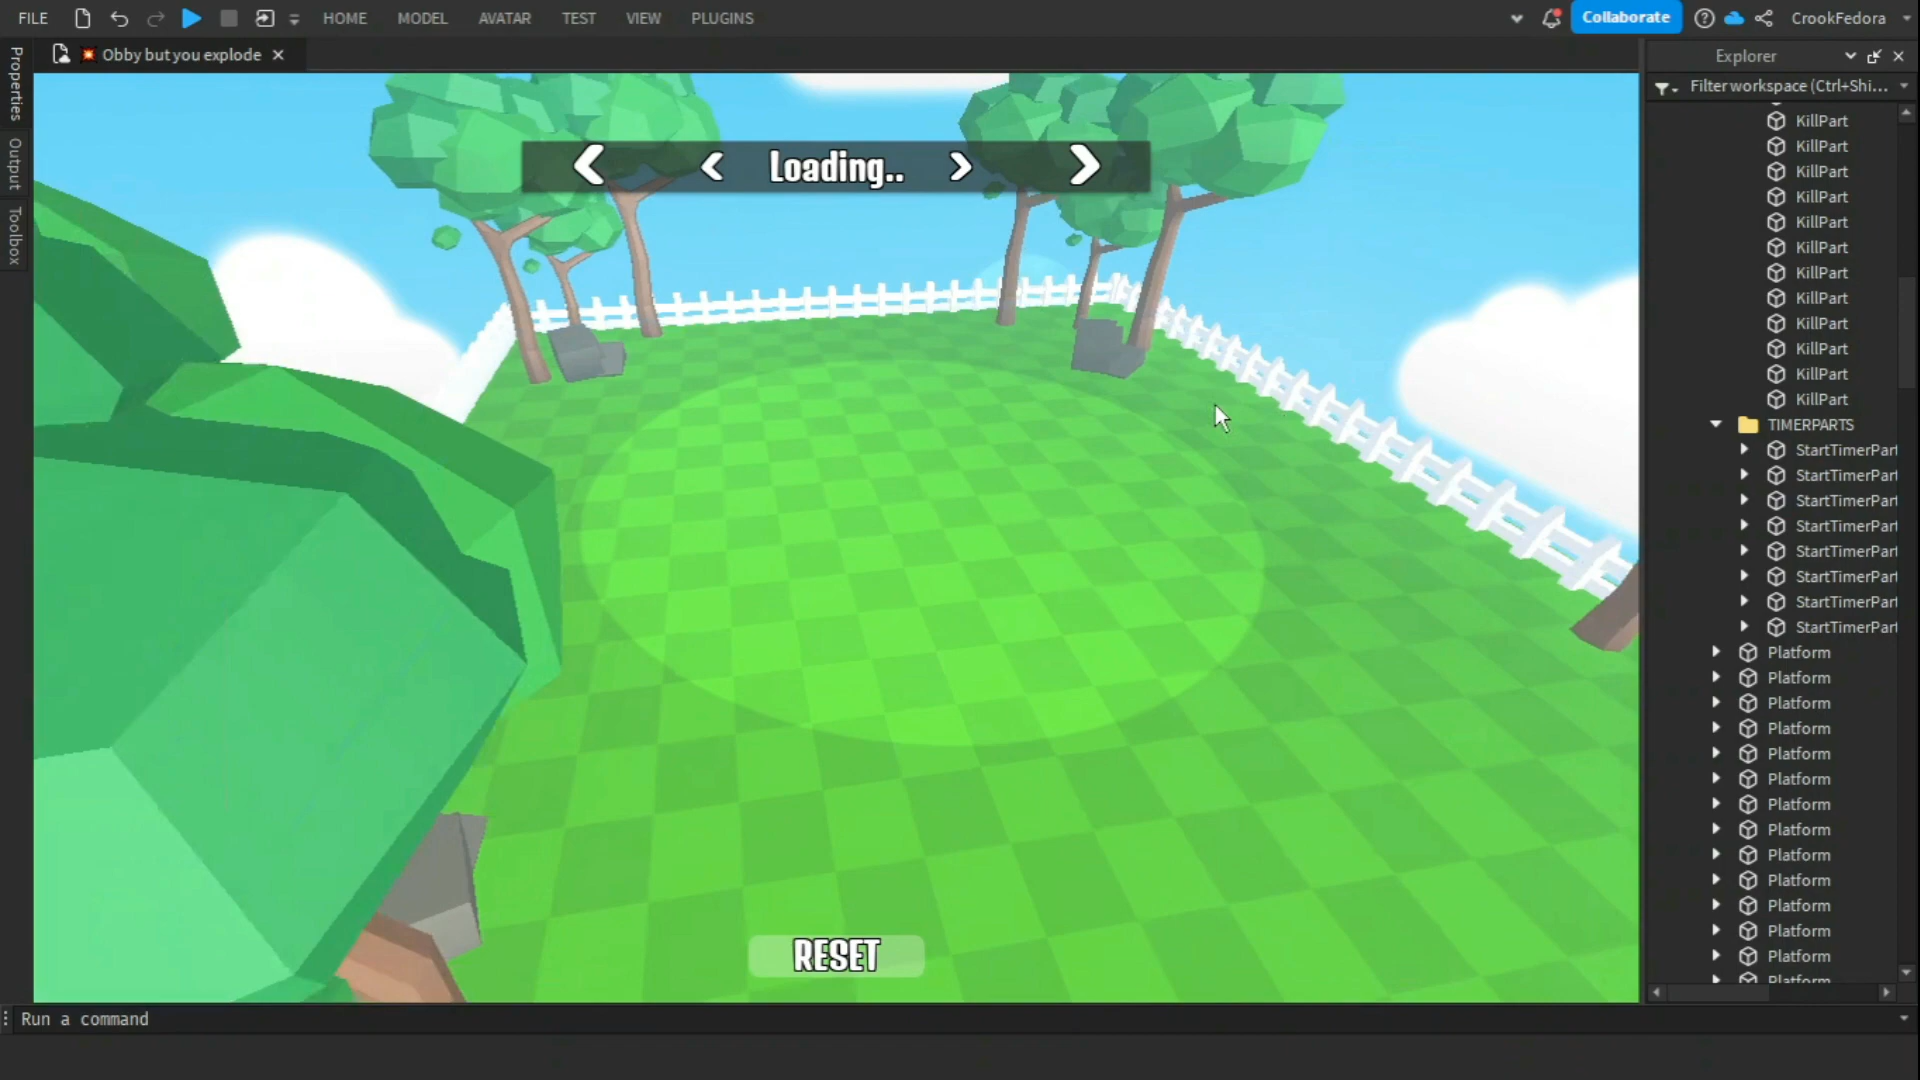 FILE HOME MODEL AVATAR TEST VIEW PLUGINS Collaborate CrookFedora
Obby but you explode
Explorer
Filter workspace (Ctrl+Shi...
Properties
Output
Toolbox
Loading..
RESET
KillPart
KillPart
KillPart
KillPart
KillPart
KillPart
KillPart
KillPart
KillPart
KillPart
KillPart
KillPart
TIMERPARTS
StartTimerPart
StartTimerPart
StartTimerPart
StartTimerPart
StartTimerPart
StartTimerPart
StartTimerPart
StartTimerPart
Platform
Platform
Platform
Platform
Platform
Platform
Platform
Platform
Platform
Platform
Platform
Platform
Platform
Platform
Run a command